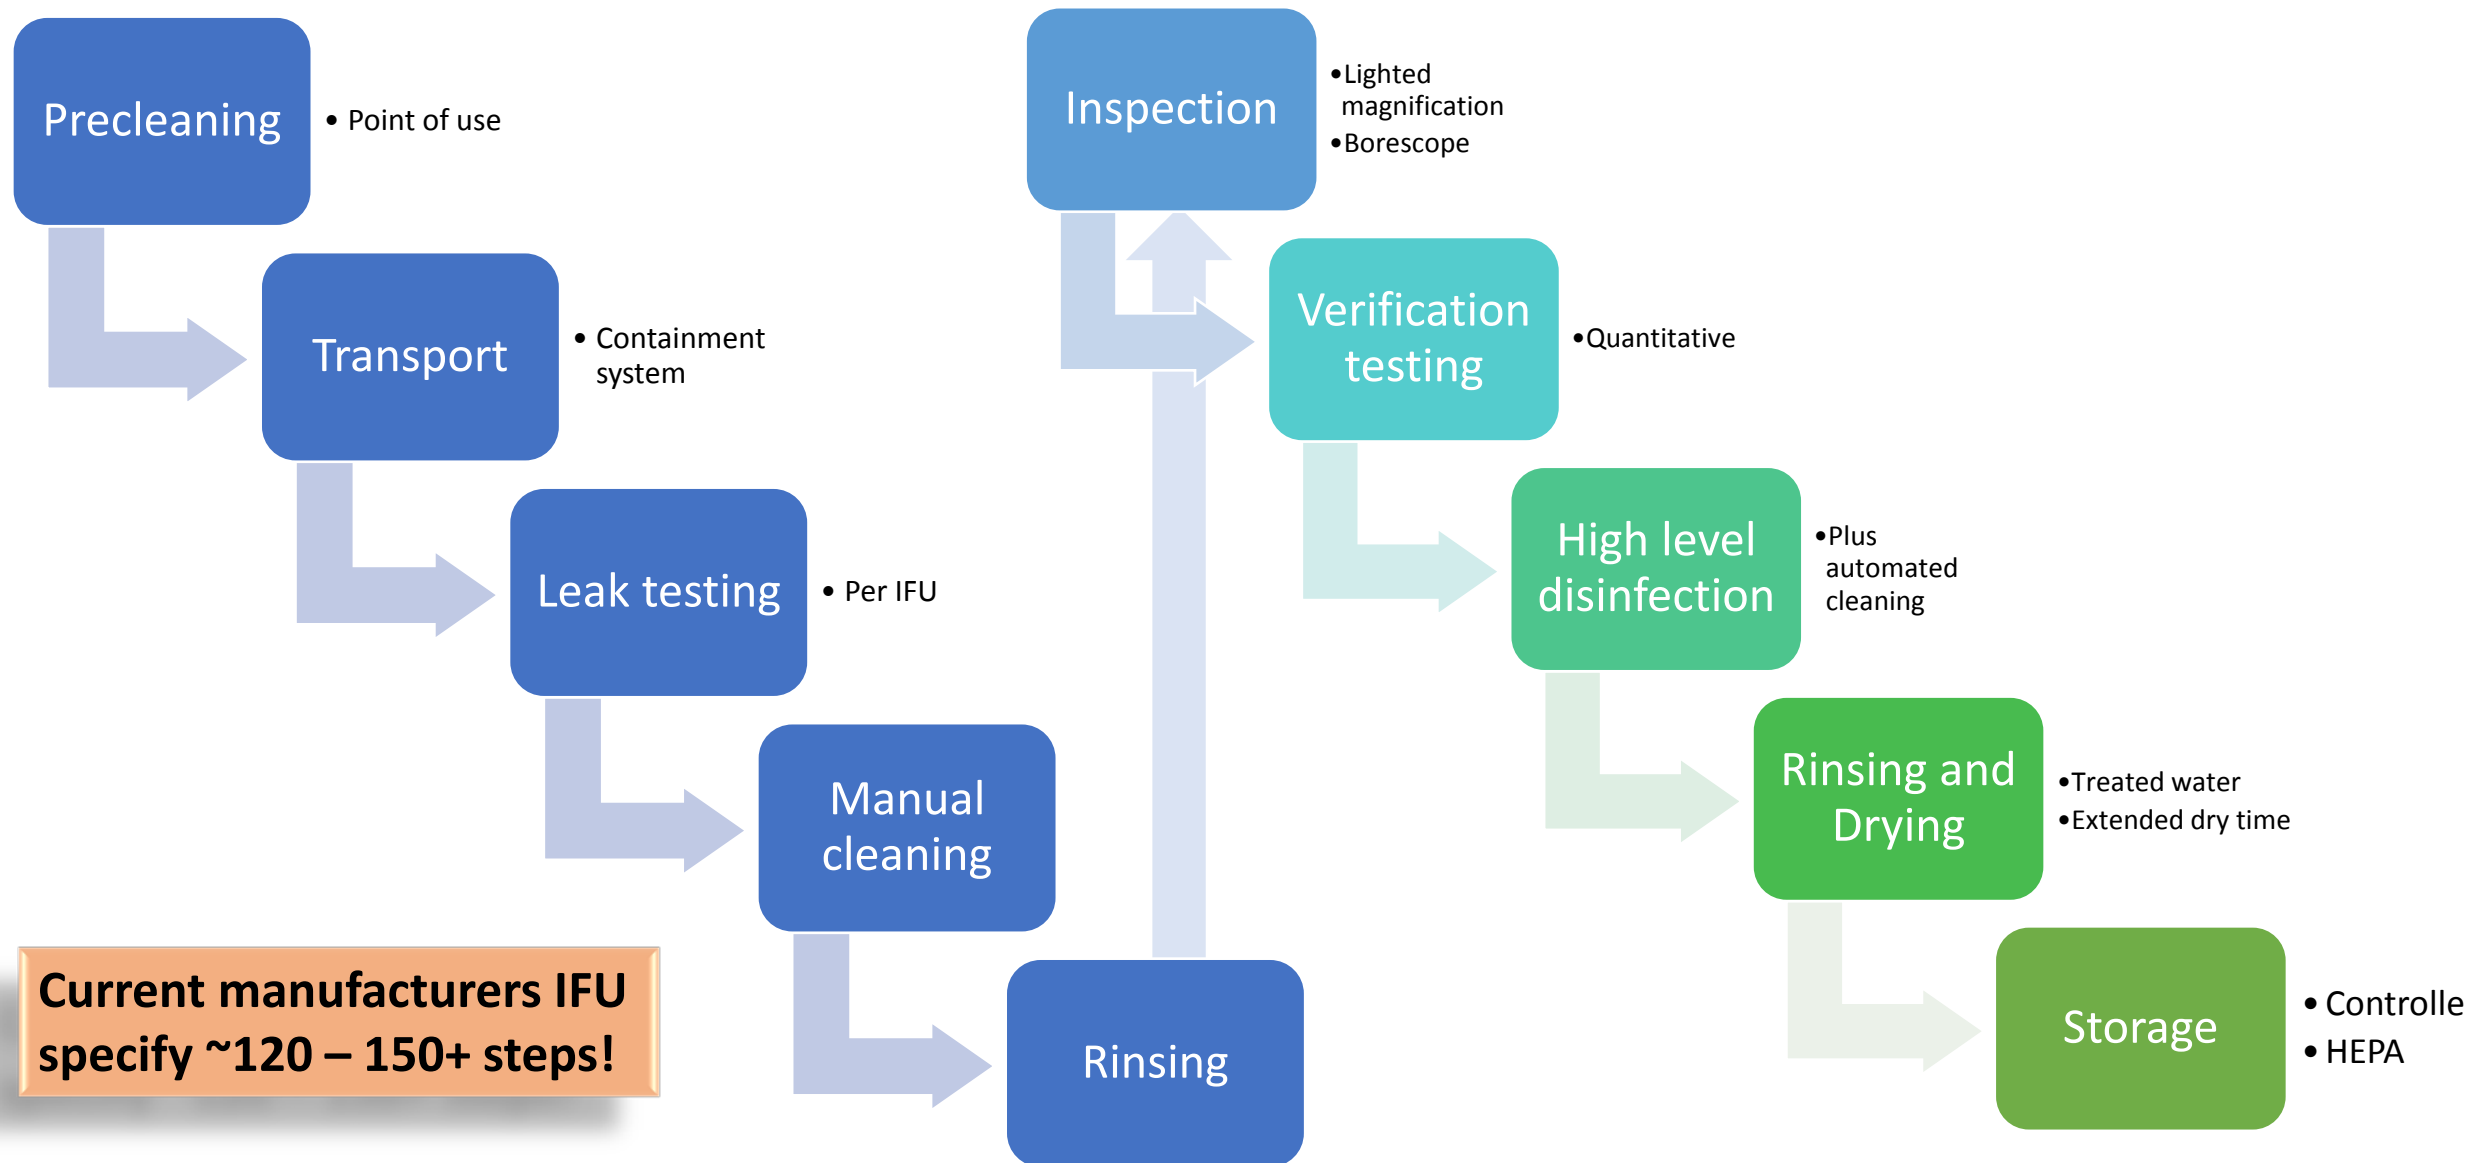 Precleaning
• Point of use
Transport
• Containment
system
Leak testing
• Per IFU
Manual
cleaning
Rinsing
Inspection
•Lighted
magnification
•Borescope
Verification
testing
•Quantitative
High level
disinfection
•Plus
automated
cleaning
Rinsing and
Drying
•Treated water
•Extended dry time
Storage
• Controlle
• HEPA
Current manufacturers IFU
specify ~120 – 150+ steps!